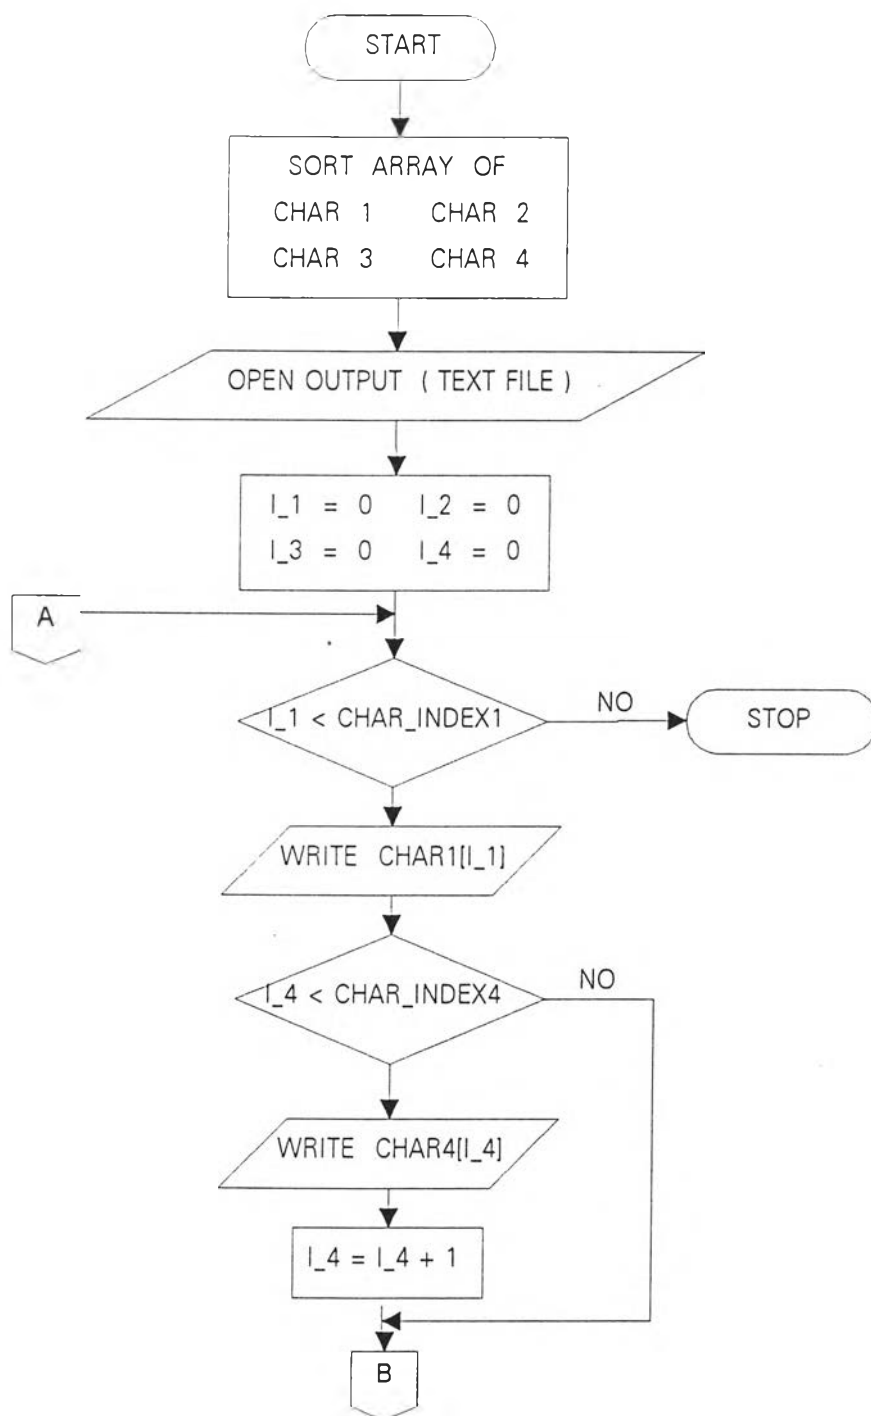 START
SORT ARRAY OF
CHAR 1 CHAR 2
CHAR 3 CHAR 4
OPEN OUTPUT ( TEXT FILE )
I_1 = 0 I_2 = 0
I_3 = 0 I_4 = 0
A
I_1 < CHAR_INDEX1
NO
STOP
WRITE CHAR1[I_1]
I_4 < CHAR_INDEX4
NO
WRITE CHAR4[I_4]
I_4 = I_4 + 1
B